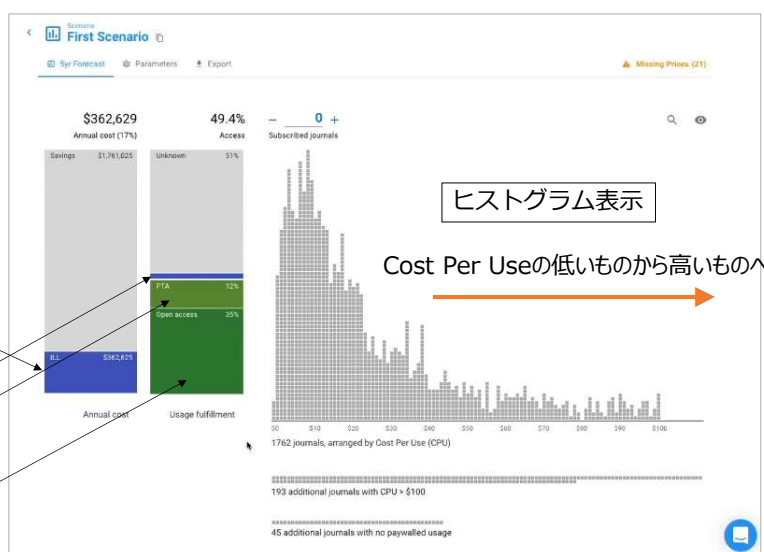 Scenario
First Scenario
5yr Forecast
Parameters
Export
Missing Prices (21)
$362,629
Annual cost (17%)
49.4%
Access
0
Subscribed journals
Savings $1,761,025
Unknown 51%
PTA 12%
Open access 35%
ILL $362,629
Annual cost
Usage fulfillment
ヒストグラム表示
Cost Per Useの低いものから高いものへ
$0 $10 $20 $30 $40 $50 $60 $70 $80 $90 $100
1762 journals, arranged by Cost Per Use (CPU)
193 additional journals with CPU > $100
45 additional journals with no paywalled usage